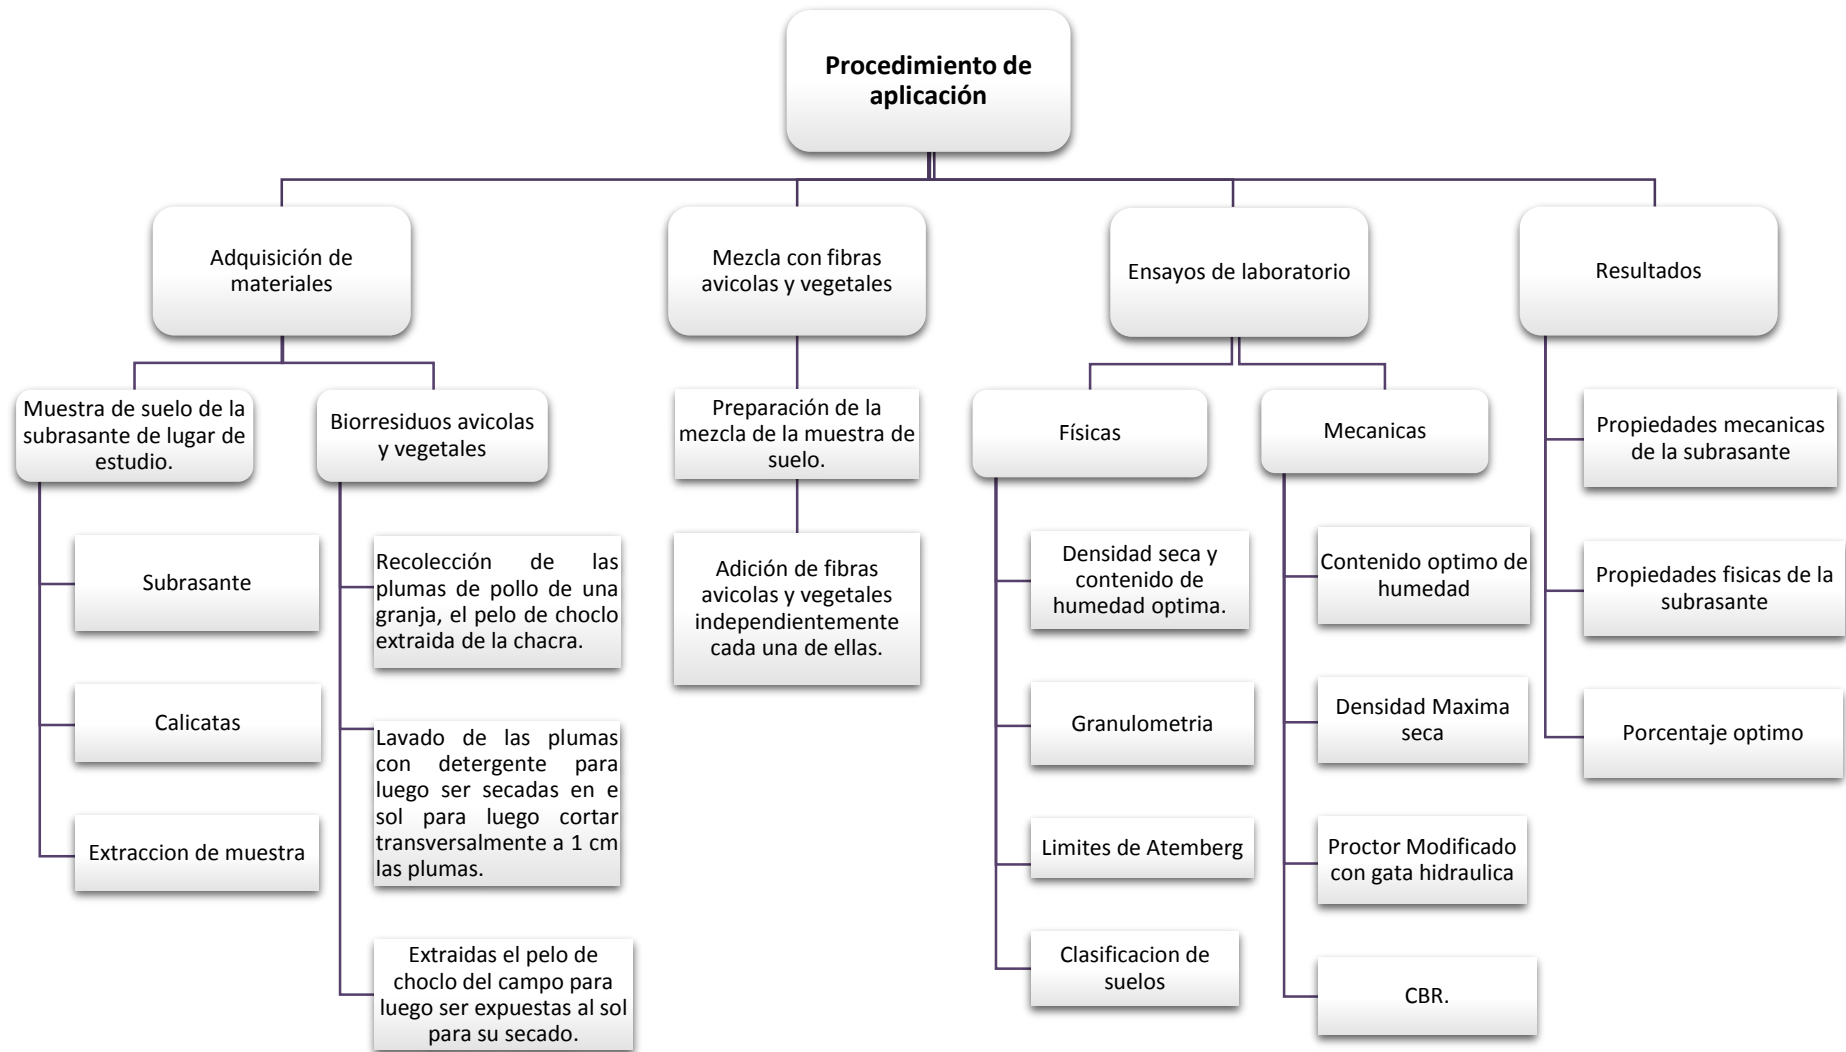 Procedimiento de
aplicación
Adquisición de
materiales
Muestra de suelo de la
subrasante de lugar de
estudio.
Subrasante
Calicatas
Extraccion de muestra
Biorresiduos avicolas
y vegetales
Recolección de las
plumas de pollo de una
granja, el pelo de choclo
extraida de la chacra.
Lavado de las plumas
con detergente para
luego ser secadas en e
sol para luego cortar
transversalmente a 1 cm
las plumas.
Extraidas el pelo de
choclo del campo para
luego ser expuestas al sol
para su secado.
Mezcla con fibras
avicolas y vegetales
Preparación de la
mezcla de la muestra de
suelo.
Adición de fibras
avicolas y vegetales
independientemente
cada una de ellas.
Ensayos de laboratorio
Físicas
Densidad seca y
contenido de
humedad optima.
Granulometria
Limites de Atemberg
Clasificacion de
suelos
Mecanicas
Contenido optimo de
humedad
Densidad Maxima
seca
Proctor Modificado
con gata hidraulica
CBR.
Resultados
Propiedades mecanicas
de la subrasante
Propiedades fisicas de la
subrasante
Porcentaje optimo